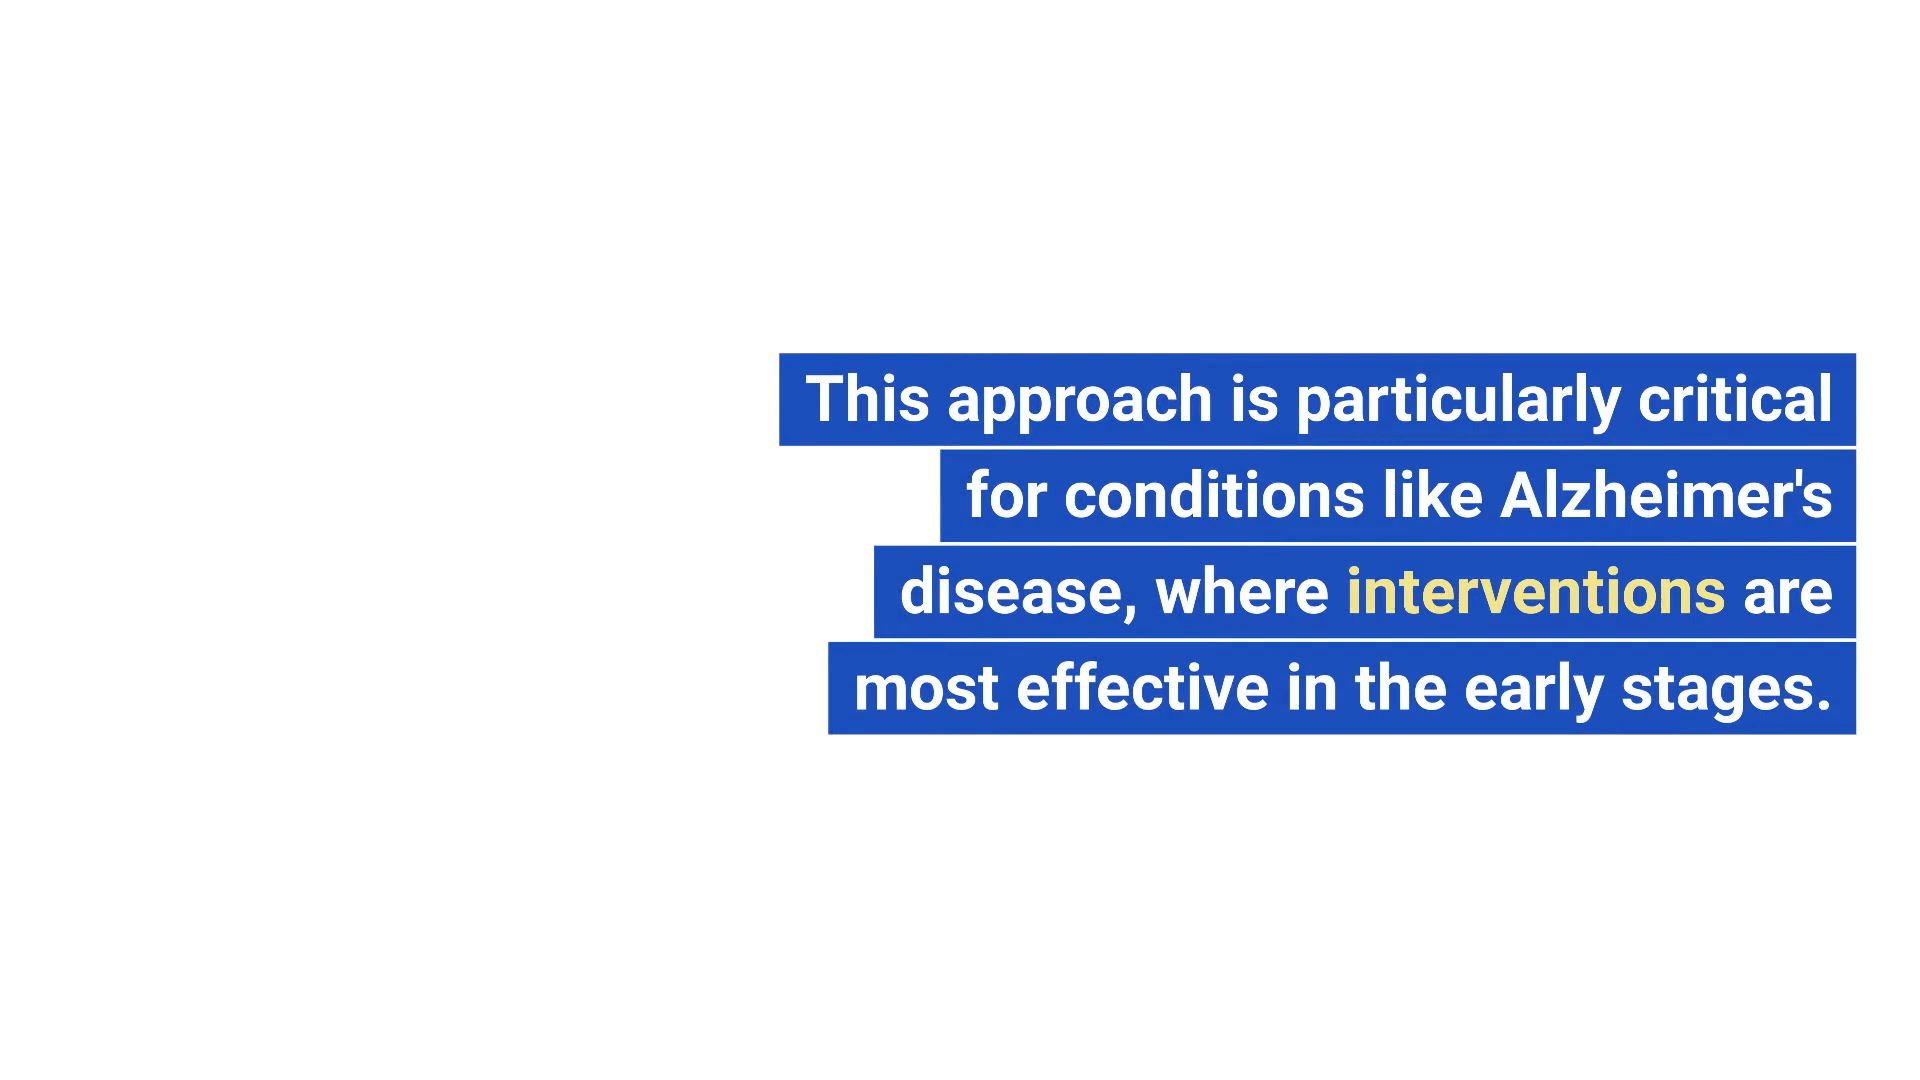 This approach is particularly critical
for conditions like Alzheimer's
disease, where interventions are
most effective in the early stages.